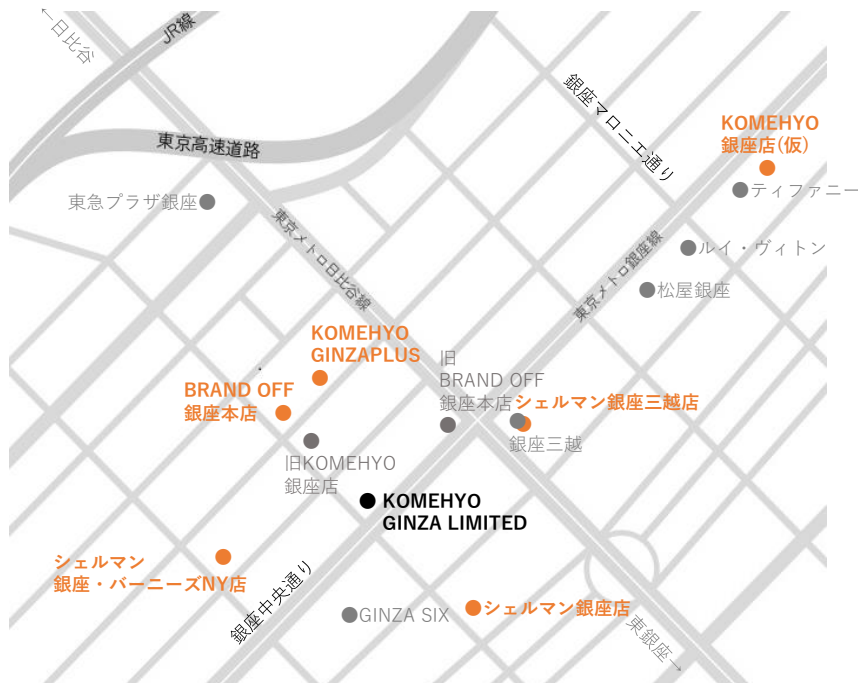 ←日比谷
JR線
東京高速道路
銀座マロニエ通り
KOMEHYO
銀座店(仮)
ティファニー
東急プラザ銀座
東京メトロ日比谷線
東京メトロ銀座線
ルイ・ヴィトン
松屋銀座
KOMEHYO
GINZAPLUS
旧
BRAND OFF
銀座本店
BRAND OFF
銀座本店
シェルマン銀座三越店
銀座三越
旧KOMEHYO
銀座店
KOMEHYO
GINZA LIMITED
シェルマン
銀座・バーニーズNY店
銀座中央通り
GINZA SIX
シェルマン銀座店
東銀座→